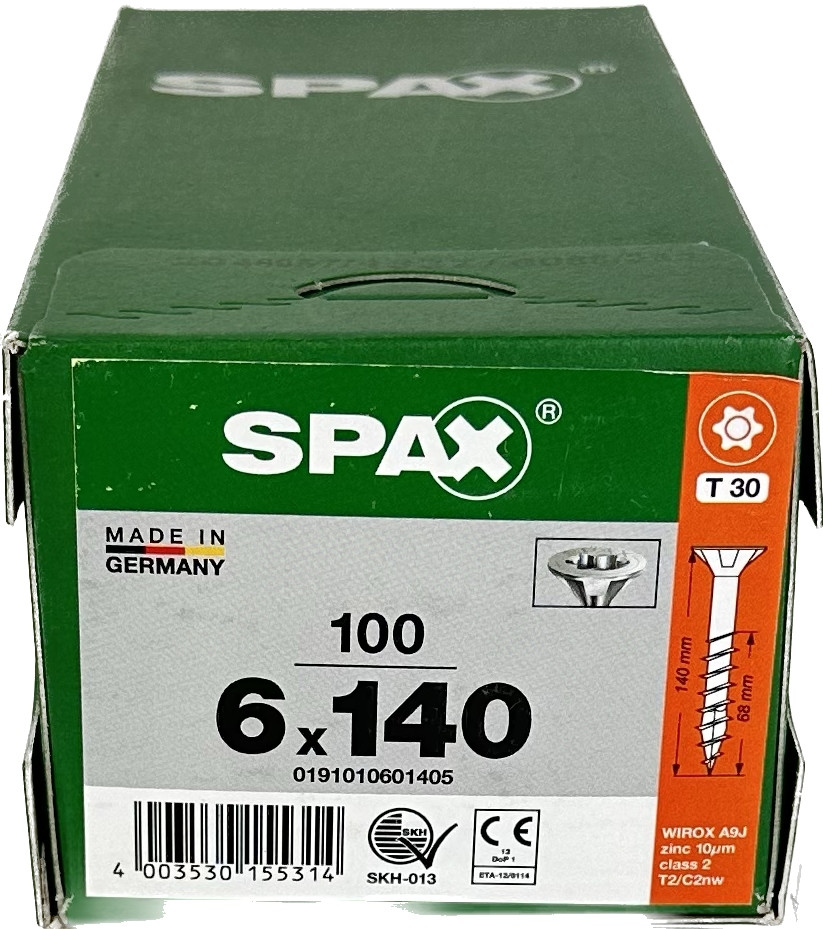 SPAX®
SPAX®
T 30
MADE IN
GERMANY
100
6x140
0191010601405
140 mm
68 mm
4 003530 155314
SKH
SKH-013
CE
13
DoP 1
ETA-12/0114
WIROX A9J
zinc 10µm
class 2
T2/C2nw